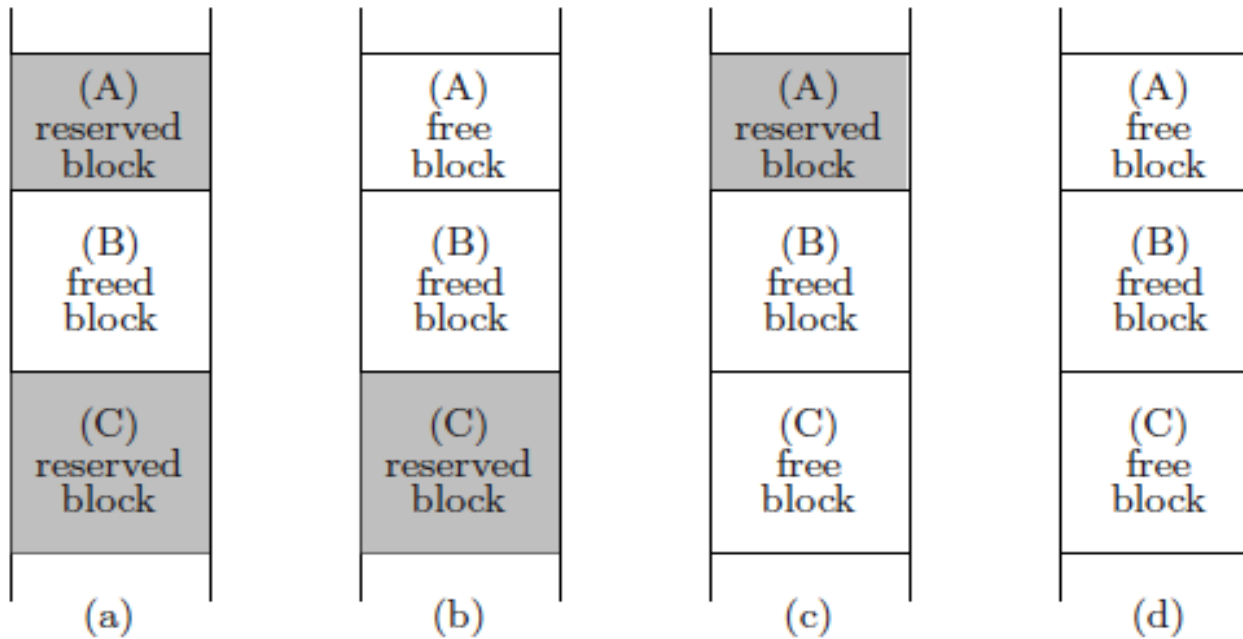 (A)
reserved
block
(B)
freed
block
(C)
reserved
block
(a)
(A)
free
block
(B)
freed
block
(C)
reserved
block
(b)
(A)
reserved
block
(B)
freed
block
(C)
free
block
(c)
(A)
free
block
(B)
freed
block
(C)
free
block
(d)